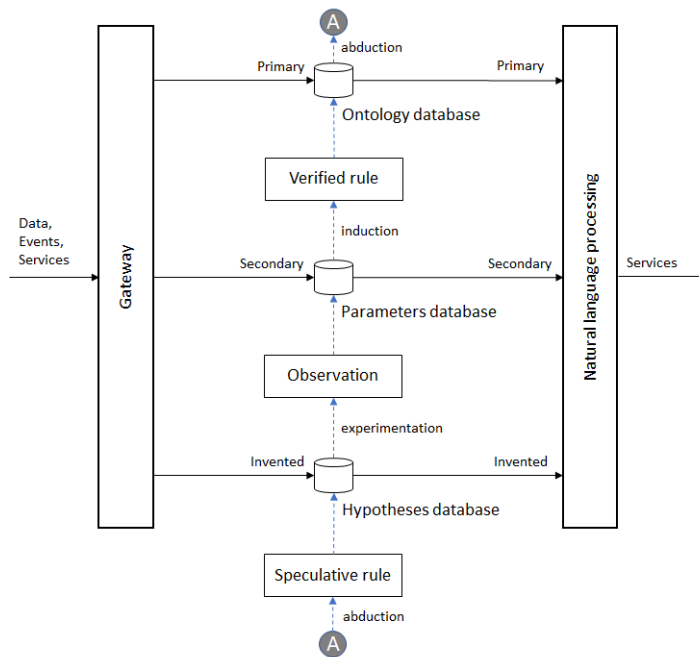 A
abduction
Primary
Primary
Ontology database
Verified rule
Data,
Events,
Services
induction
Gateway
Natural language processing
Secondary
Secondary
Services
Parameters database
Observation
experimentation
Invented
Invented
Hypotheses database
Speculative rule
abduction
A